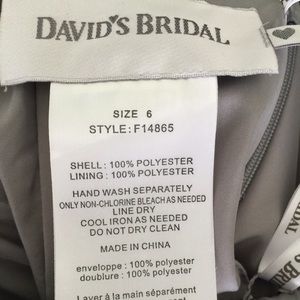 DAVID'S BRIDAL
SIZE 6
STYLE: F14865
SHELL: 100% POLYESTER
LINING: 100% POLYESTER
HAND WASH SEPARATELY
ONLY NON-CHLORINE BLEACH AS NEEDED
LINE DRY
COOL IRON AS NEEDED
DO NOT DRY CLEAN
MADE IN CHINA
enveloppe : 100% polyester
doublure : 100% polyester
Laver à la main séparément
D'S BRIDAL